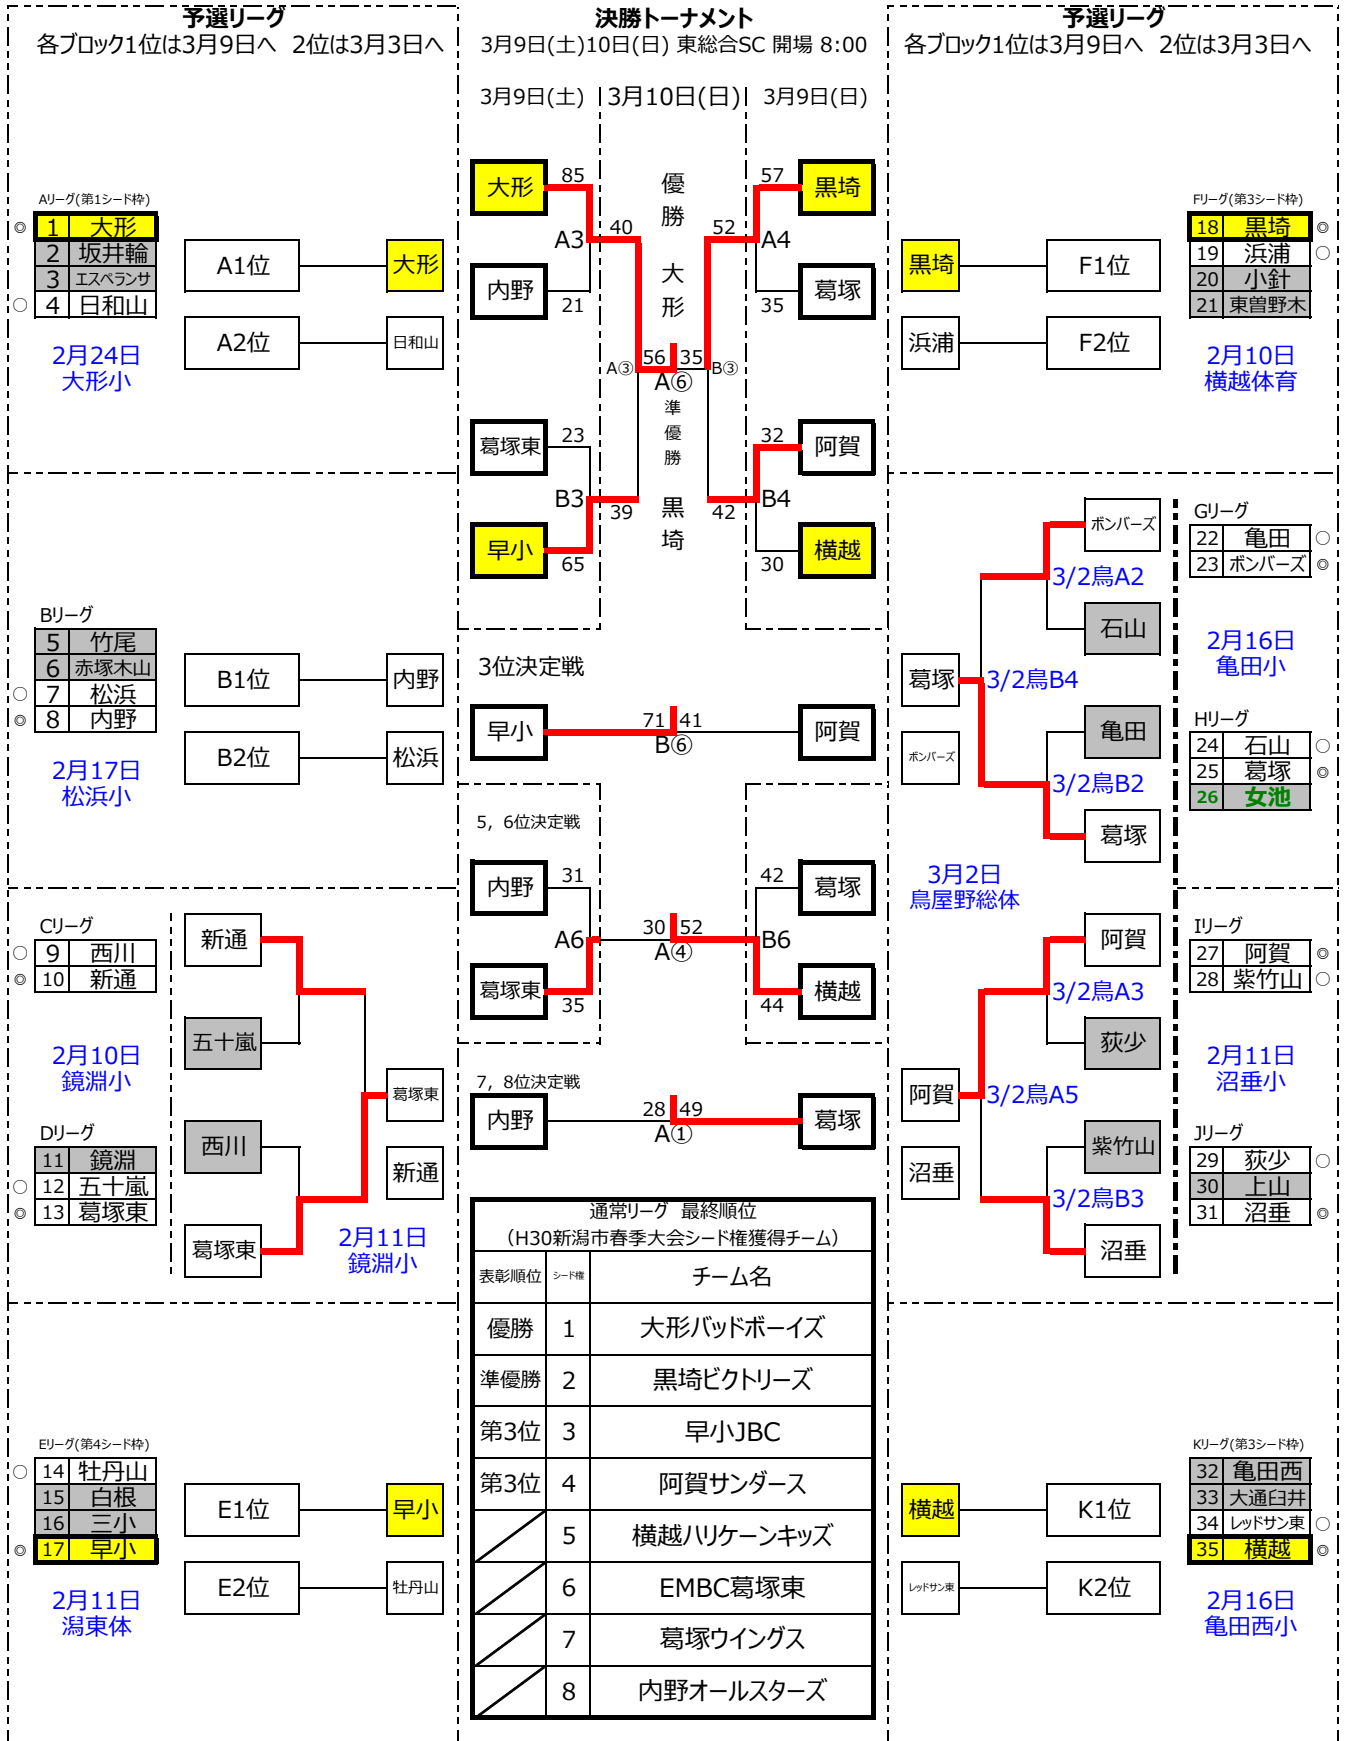 予選リーグ
各ブロック1位は3月9日へ 2位は3月3日へ
Aリーグ(第1シード枠)
◎ 1 大形
2 坂井輪
3 エスペランサ
○ 4 日和山
2月24日
大形小
A1位 大形
A2位 日和山
Bリーグ
5 竹尾
6 赤塚木山
○ 7 松浜
◎ 8 内野
2月17日
松浜小
B1位 内野
B2位 松浜
Cリーグ
○ 9 西川
◎ 10 新通
2月10日
鏡淵小
Dリーグ
11 鏡淵
○ 12 五十嵐
◎ 13 葛塚東
新通
五十嵐
西川
葛塚東
葛塚東
新通
2月11日
鏡淵小
Eリーグ(第4シード枠)
○ 14 牡丹山
15 白根
16 三小
◎ 17 早小
2月11日
潟東体
E1位 早小
E2位 牡丹山
決勝トーナメント
3月9日(土)10日(日) 東総合SC 開場 8:00
3月9日(土) 3月10日(日) 3月9日(日)
大形 85
A3 40
内野 21
葛塚東 23
B3 39
早小 65
優勝 大形
A③ 56 35 B③
A⑥
準優勝 黒埼
57 黒埼
52 A4
35 葛塚
32 阿賀
42 B4
30 横越
3位決定戦
早小 71 41 阿賀
B⑥
5, 6位決定戦
内野 31
A6
葛塚東 35
30 52
A④
42 葛塚
B6
44 横越
7, 8位決定戦
内野 28 49 葛塚
A①
通常リーグ 最終順位
(H30新潟市春季大会シード権獲得チーム)
表彰順位 シード権 チーム名
優勝 1 大形バッドボーイズ
準優勝 2 黒埼ビクトリーズ
第3位 3 早小JBC
第3位 4 阿賀サンダース
5 横越ハリケーンキッズ
6 EMBC葛塚東
7 葛塚ウイングス
8 内野オールスターズ
予選リーグ
各ブロック1位は3月9日へ 2位は3月3日へ
Fリーグ(第3シード枠)
18 黒埼 ◎
19 浜浦 ○
20 小針
21 東曽野木
2月10日
横越体育
黒埼 F1位
浜浦 F2位
Gリーグ
22 亀田 ○
23 ボンバーズ ◎
2月16日
亀田小
Hリーグ
24 石山 ○
25 葛塚 ◎
26 女池
ボンバーズ
3/2鳥A2
石山
葛塚 3/2鳥B4
亀田
ボンバーズ
3/2鳥B2
葛塚
3月2日
鳥屋野総体
Iリーグ
27 阿賀 ◎
28 紫竹山 ○
2月11日
沼垂小
Jリーグ
29 荻少 ○
30 上山
31 沼垂 ◎
阿賀
3/2鳥A3
荻少
阿賀 3/2鳥A5
紫竹山
沼垂
3/2鳥B3
沼垂
Kリーグ(第3シード枠)
32 亀田西
33 大通臼井
34 レッドサン東 ○
35 横越 ◎
2月16日
亀田西小
横越 K1位
レッドサン東 K2位